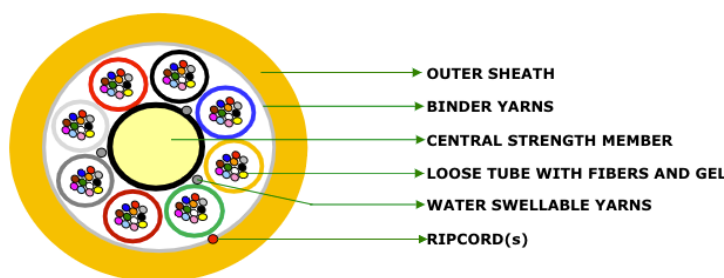 OUTER SHEATH
BINDER YARNS
CENTRAL STRENGTH MEMBER
LOOSE TUBE WITH FIBERS AND GEL
WATER SWELLABLE YARNS
RIPCORD(s)